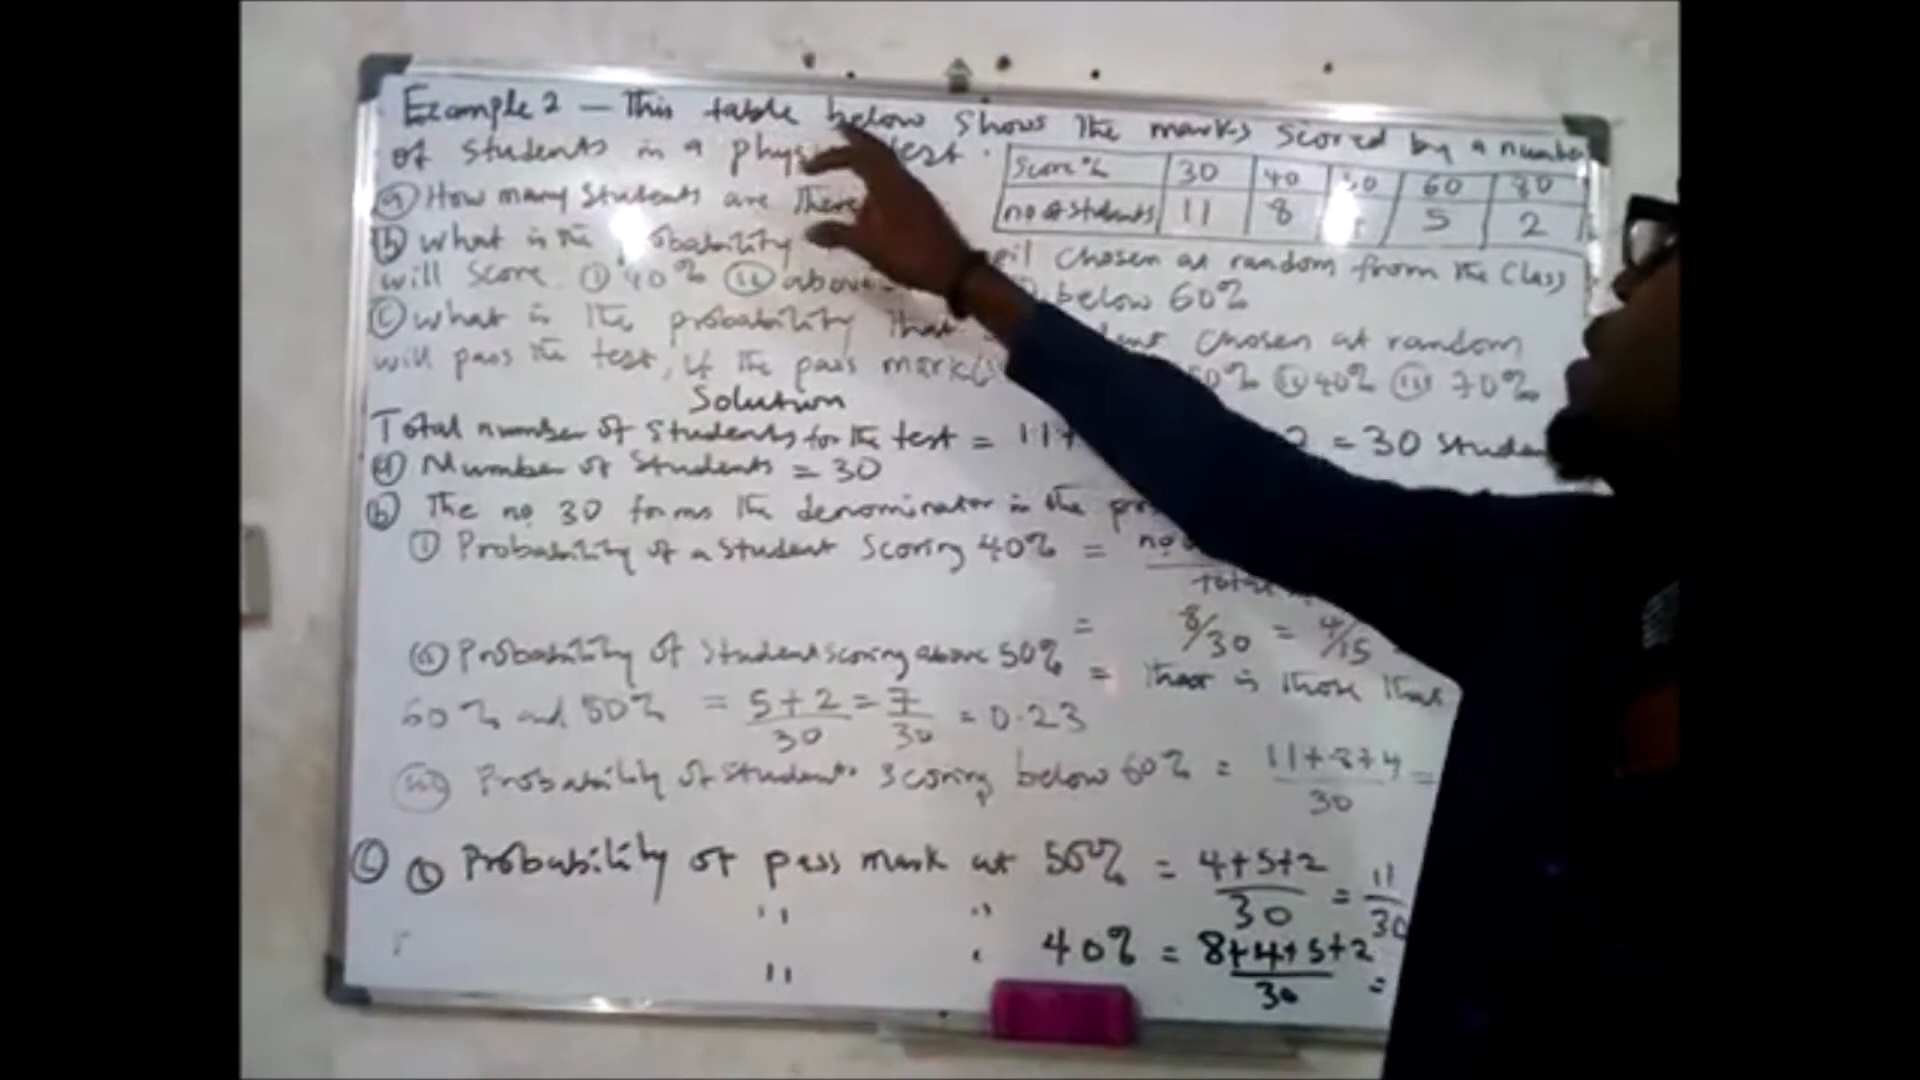 Example 2 — This table below shows the marks scored by a number
of students in a test.
Score % 30 40 60 80
no of students 11 8 5 2
(a) How many students are there
(b) what is the probability chosen at random from the class
will score (i) 40% (ii) above below 60%
(c) what is the probability that chosen at random
will pass the test, if the pass mark 50% (ii) 40% (iii) 70%
Solution
Total number of students for the test = 11+ 2 = 30
(a) Number of students = 30
(b) The no 30 forms the denominator in the
(i) Probability of a student scoring 40% = no
= 8/30 = 4/15
(ii) Probability of student scoring above 50% = that is those that
60% and 80% = 5+2/30 = 7/30 = 0.23
(iii) Probability of students scoring below 60% = 11+8+4/30 =
(c) (i) Probability of pass mark at 50% = 4+5+2/30 = 11/30
" " 40% = 8+4+5+2/30 =
"